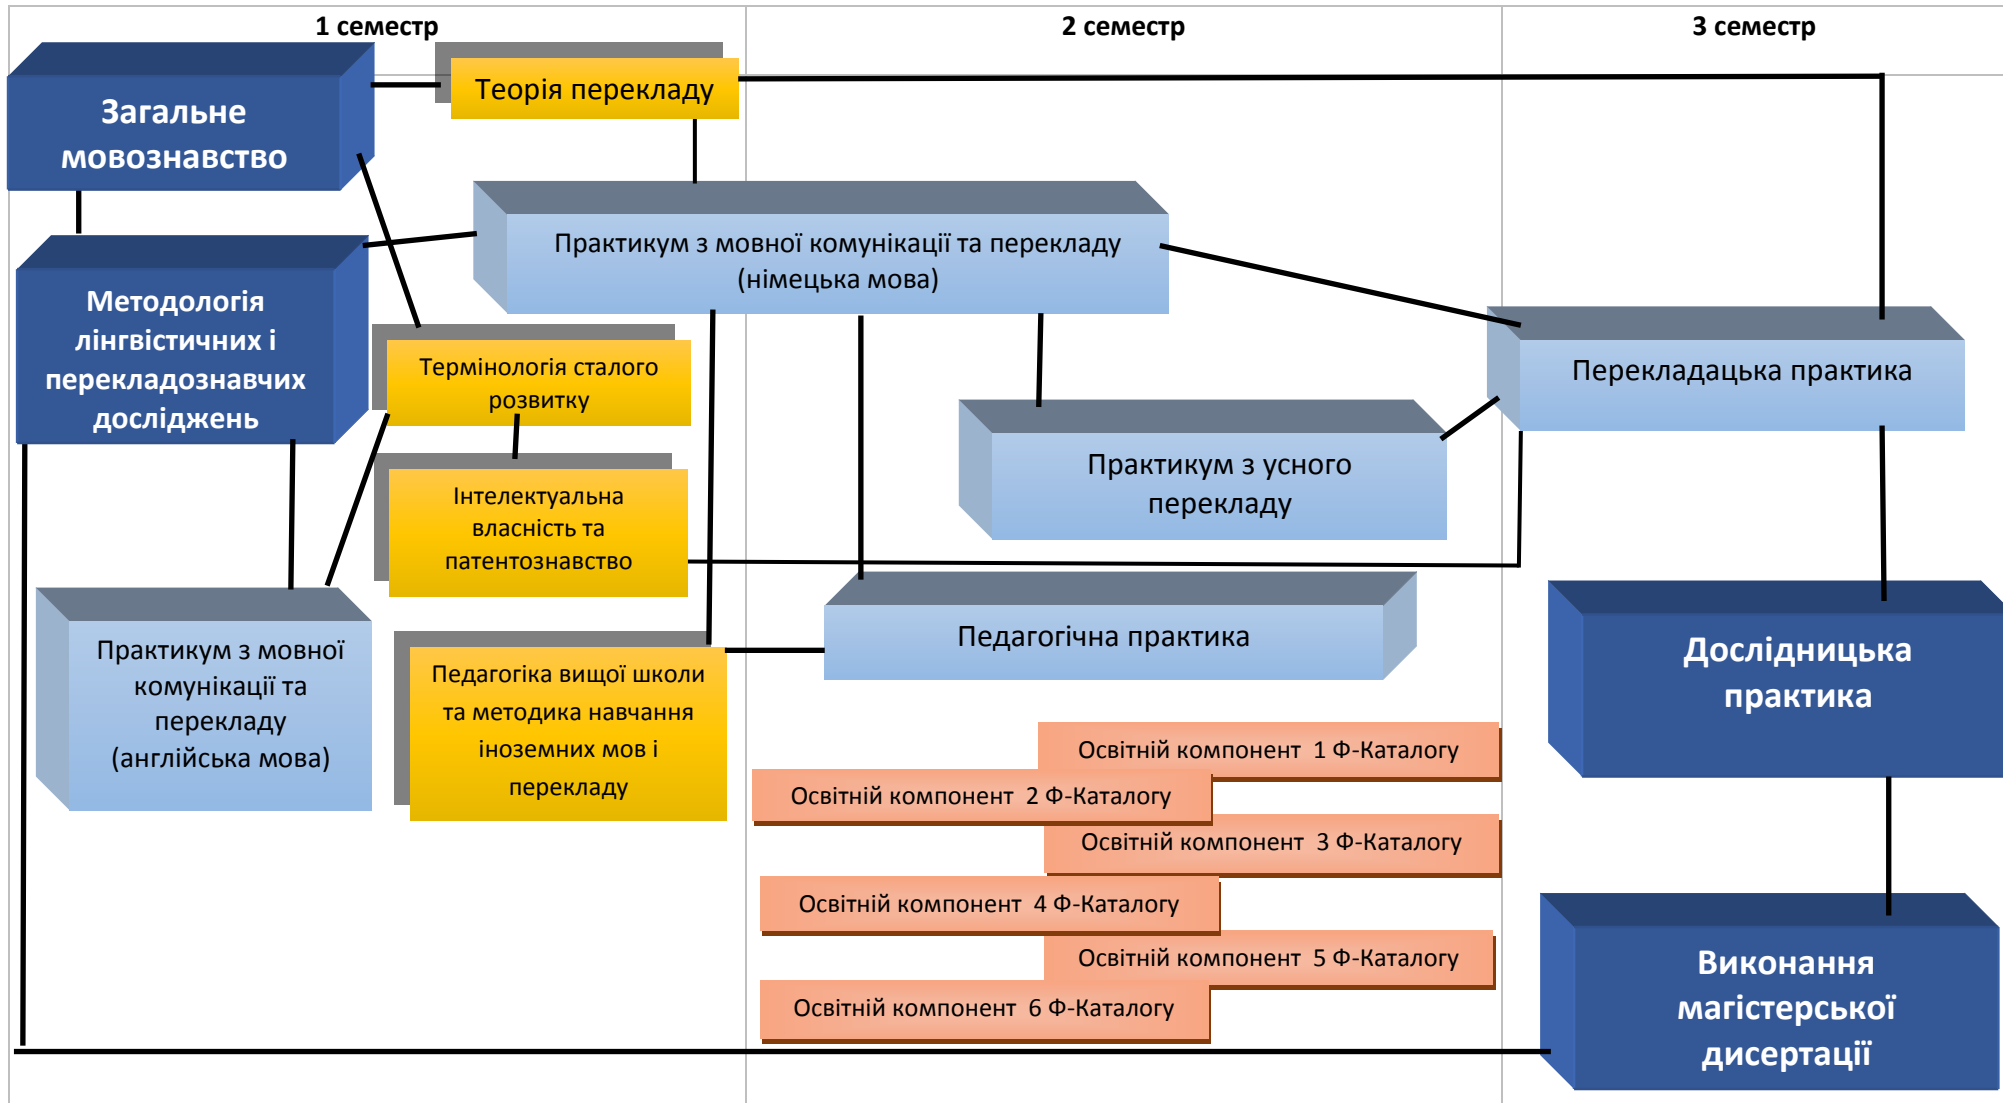 1 семестр
2 семестр
3 семестр
Загальне
мовознавство
Теорія перекладу
Практикум з мовної комунікації та перекладу
(німецька мова)
Методологія
лінгвістичних і
перекладознавчих
досліджень
Термінологія сталого
розвитку
Перекладацька практика
Практикум з усного
перекладу
Інтелектуальна
власність та
патентознавство
Практикум з мовної
комунікації та
перекладу
(англійська мова)
Педагогіка вищої школи
та методика навчання
іноземних мов і
перекладу
Педагогічна практика
Дослідницька
практика
Освітній компонент  1 Ф-Каталогу
Освітній компонент  2 Ф-Каталогу
Освітній компонент  3 Ф-Каталогу
Освітній компонент  4 Ф-Каталогу
Освітній компонент  5 Ф-Каталогу
Освітній компонент  6 Ф-Каталогу
Виконання
магістерської
дисертації